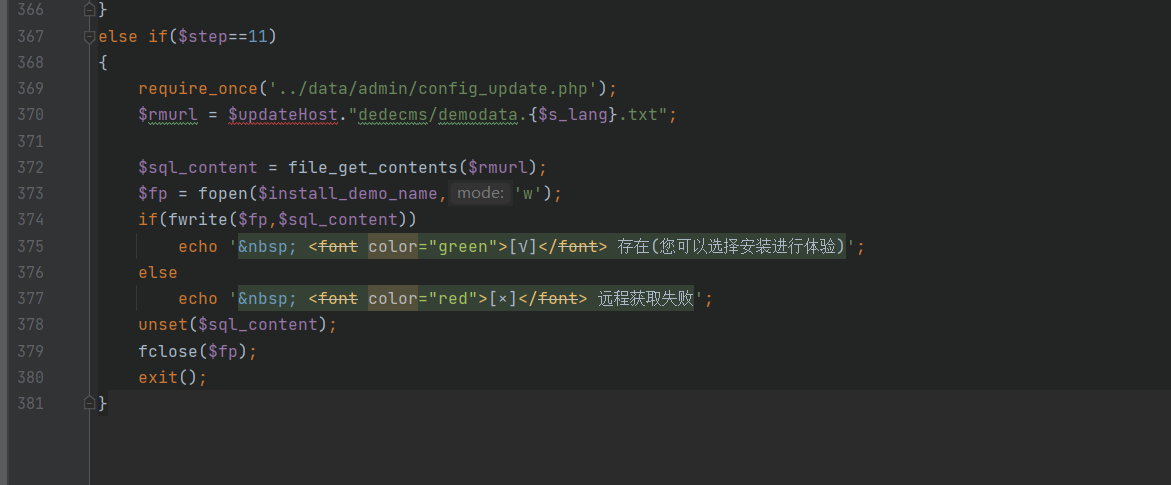 366 }
367 else if($step==11)
368 {
369 require_once('../data/admin/config_update.php');
370 $rmurl = $updateHost."dedecms/demodata.{$s_lang}.txt";
371
372 $sql_content = file_get_contents($rmurl);
373 $fp = fopen($install_demo_name, mode: 'w');
374 if(fwrite($fp,$sql_content))
375 echo '&nbsp; <font color="green">[√]</font> 存在(您可以选择安装进行体验)';
376 else
377 echo '&nbsp; <font color="red">[×]</font> 远程获取失败';
378 unset($sql_content);
379 fclose($fp);
380 exit();
381 }